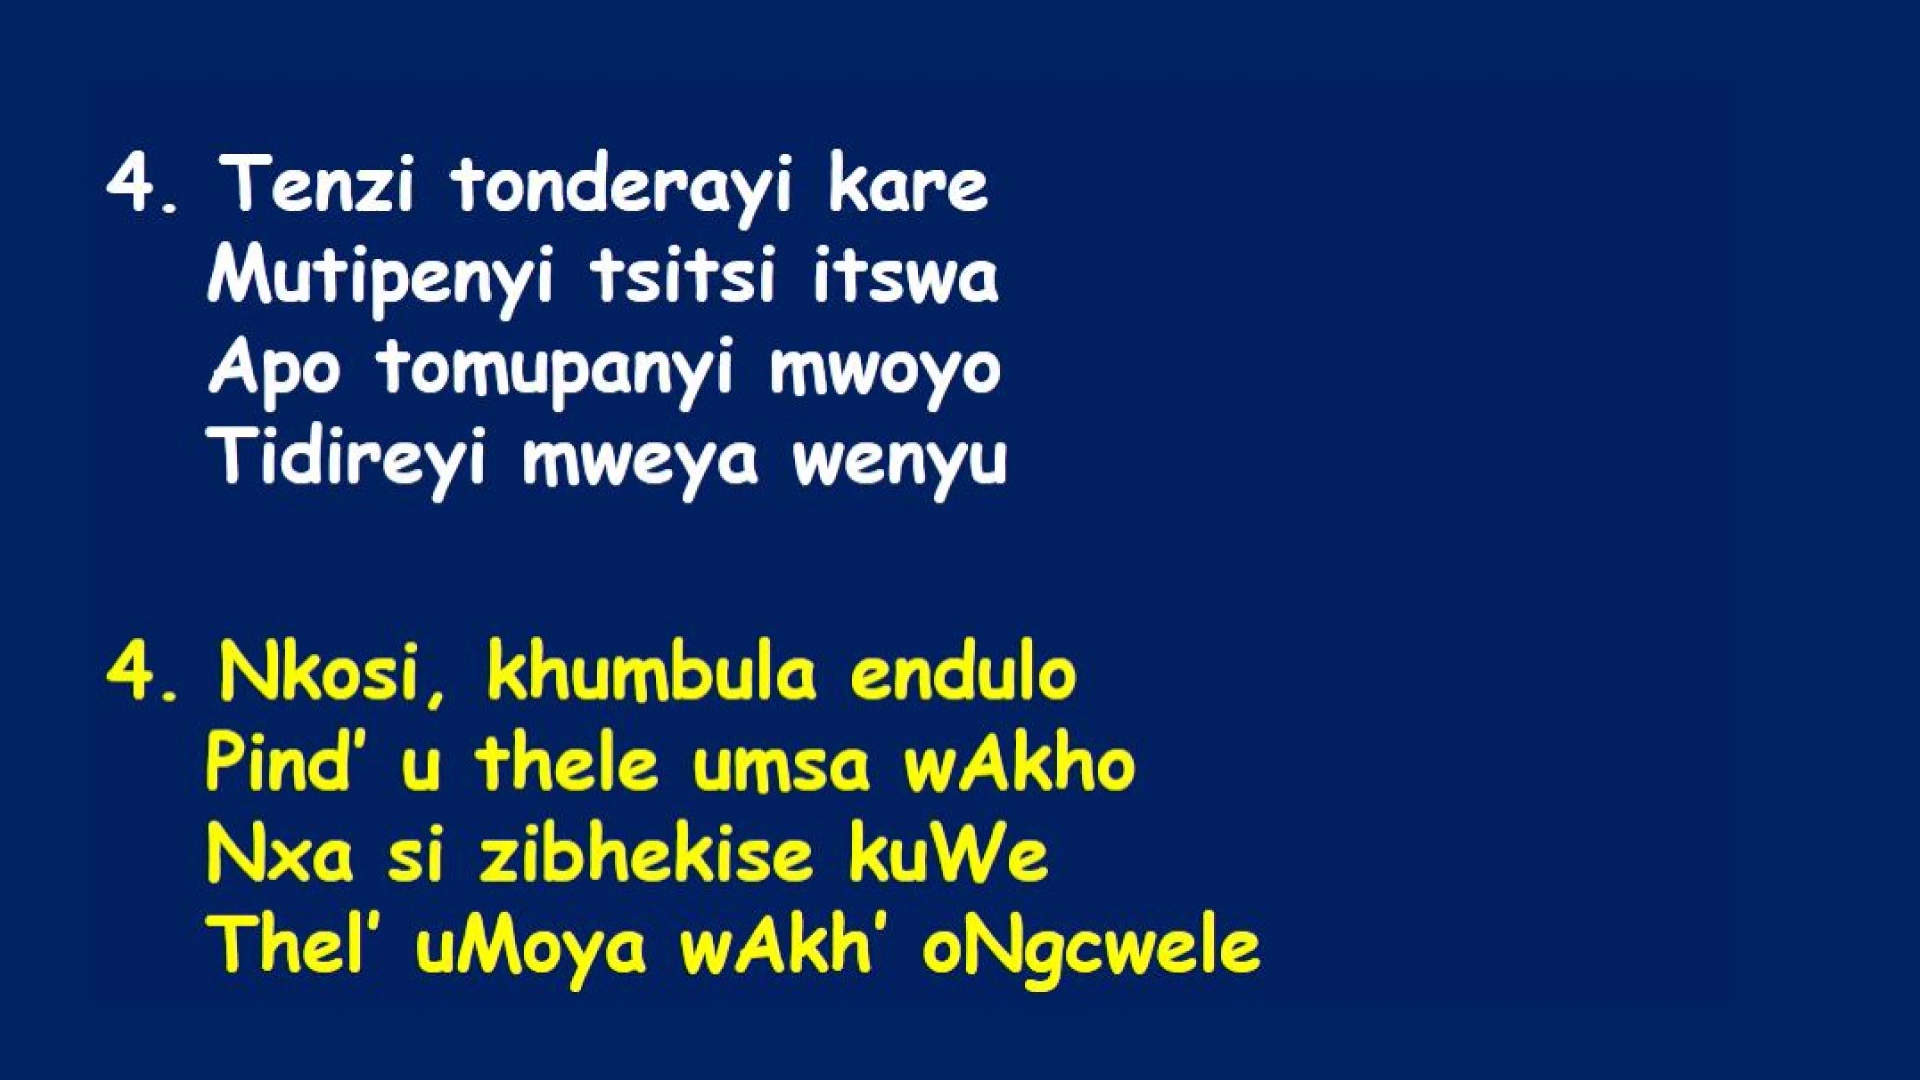 4. Tenzi tonderayi kare
Mutipenyi tsitsi itswa
Apo tomupanyi mwoyo
Tidireyi mweya wenyu
4. Nkosi, khumbula endulo
Pind’ u thele umsa wAkho
Nxa si zibhekise kuWe
Thel’ uMoya wAkh’ oNgcwele